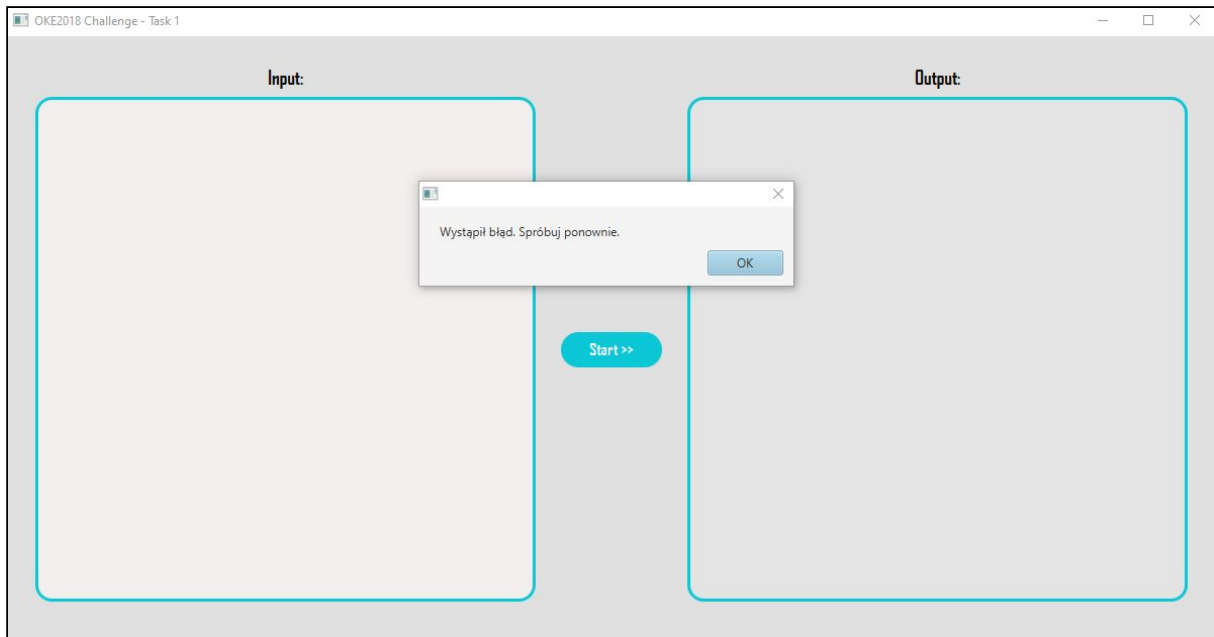 OKE2018 Challenge - Task 1
Input:
Output:
Wystąpił błąd. Spróbuj ponownie.
OK
Start >>